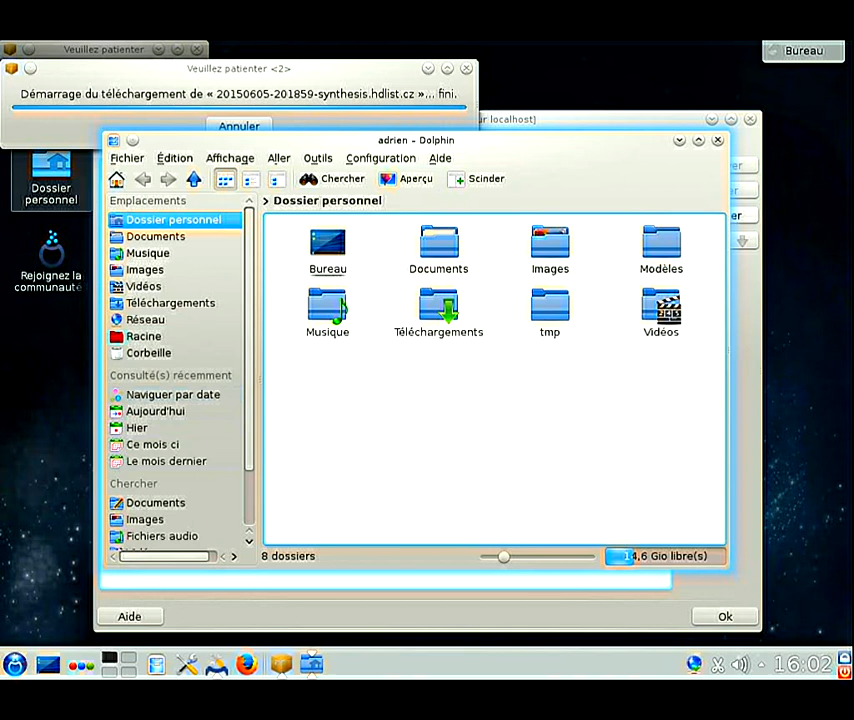 Veuillez patienter
Bureau
Veuillez patienter <2>
Démarrage du téléchargement de « 20150605-201859-synthesis.hdlist.cz »... fini.
Annuler
localhost]
adrien - Dolphin
Fichier Édition Affichage Aller Outils Configuration Aide
Chercher Aperçu Scinder
Dossier
personnel
Rejoignez la
communauté
Emplacements
Dossier personnel
Documents
Musique
Images
Vidéos
Téléchargements
Réseau
Racine
Corbeille
Consulté(s) récemment
Naviguer par date
Aujourd'hui
Hier
Ce mois ci
Le mois dernier
Chercher
Documents
Images
Fichiers audio
> Dossier personnel
Bureau Documents Images Modèles
Musique Téléchargements tmp Vidéos
8 dossiers
14,6 Gio libre(s)
Aide
Ok
16:02